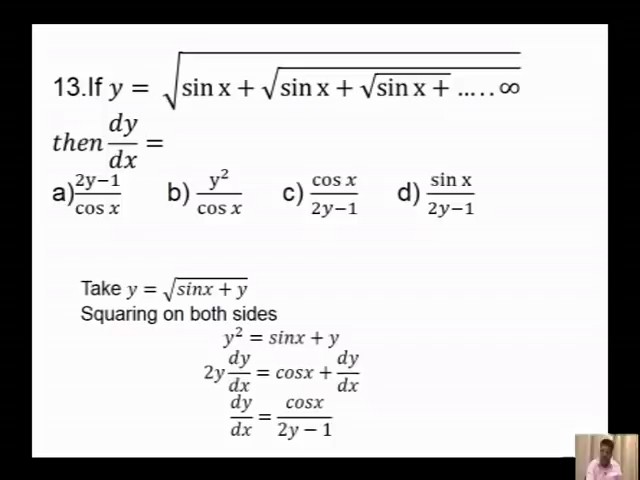 13.If y = √(sin x + √(sin x + √(sin x + ..... ∞
then dy/dx =
a) 2y−1/cos x b) y²/cos x c) cos x/2y−1 d) sin x/2y−1
Take y = √(sinx + y)
Squaring on both sides
y² = sinx + y
2y dy/dx = cosx + dy/dx
dy/dx = cosx/2y − 1